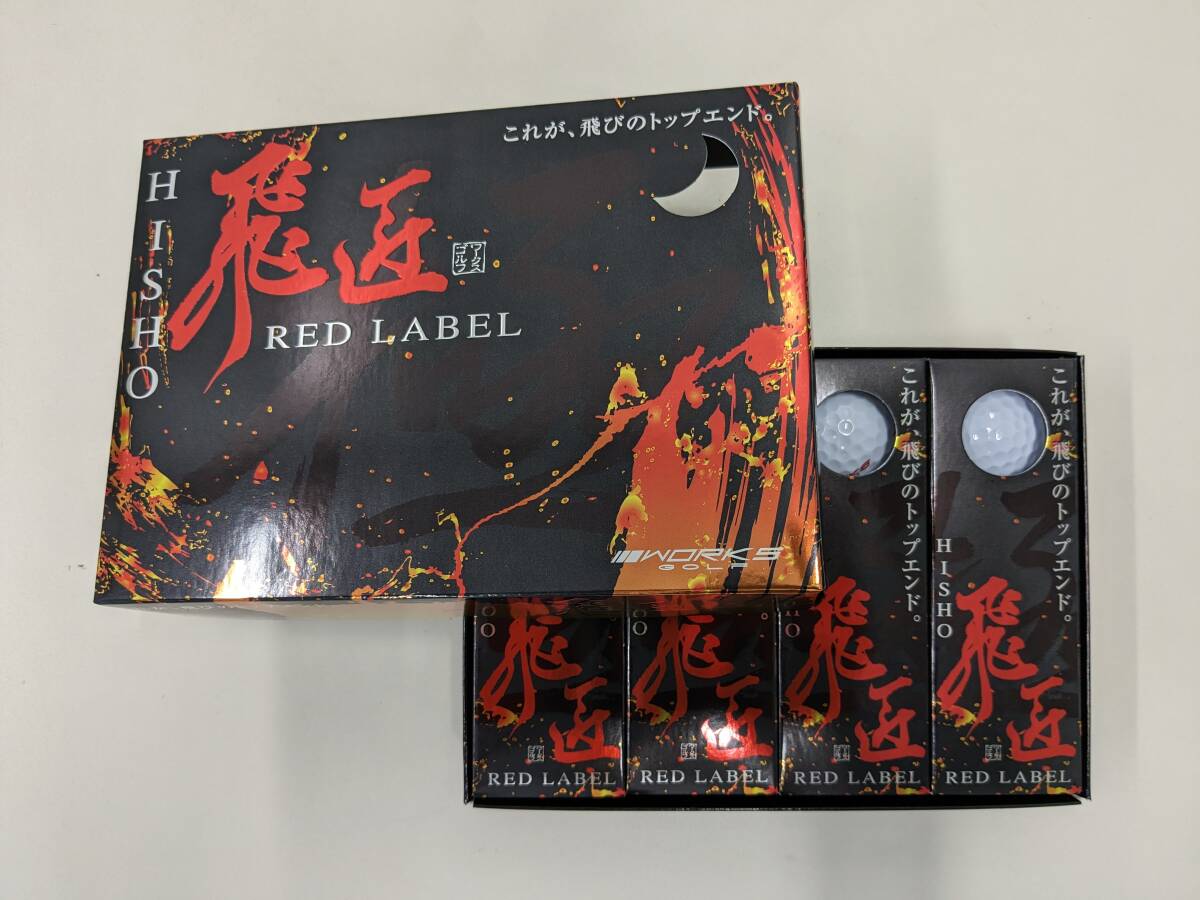 これが、飛びのトップエンド。
HISHO
飛匠
ワークス
ゴルフ
RED LABEL
WORKS
GOLF
O
飛匠
RED LABEL
O
飛匠
RED LABEL
これが、飛びのトップエンド。
O
飛匠
RED LABEL
これが、飛びのトップエンド。
HISHO
飛匠
RED LABEL